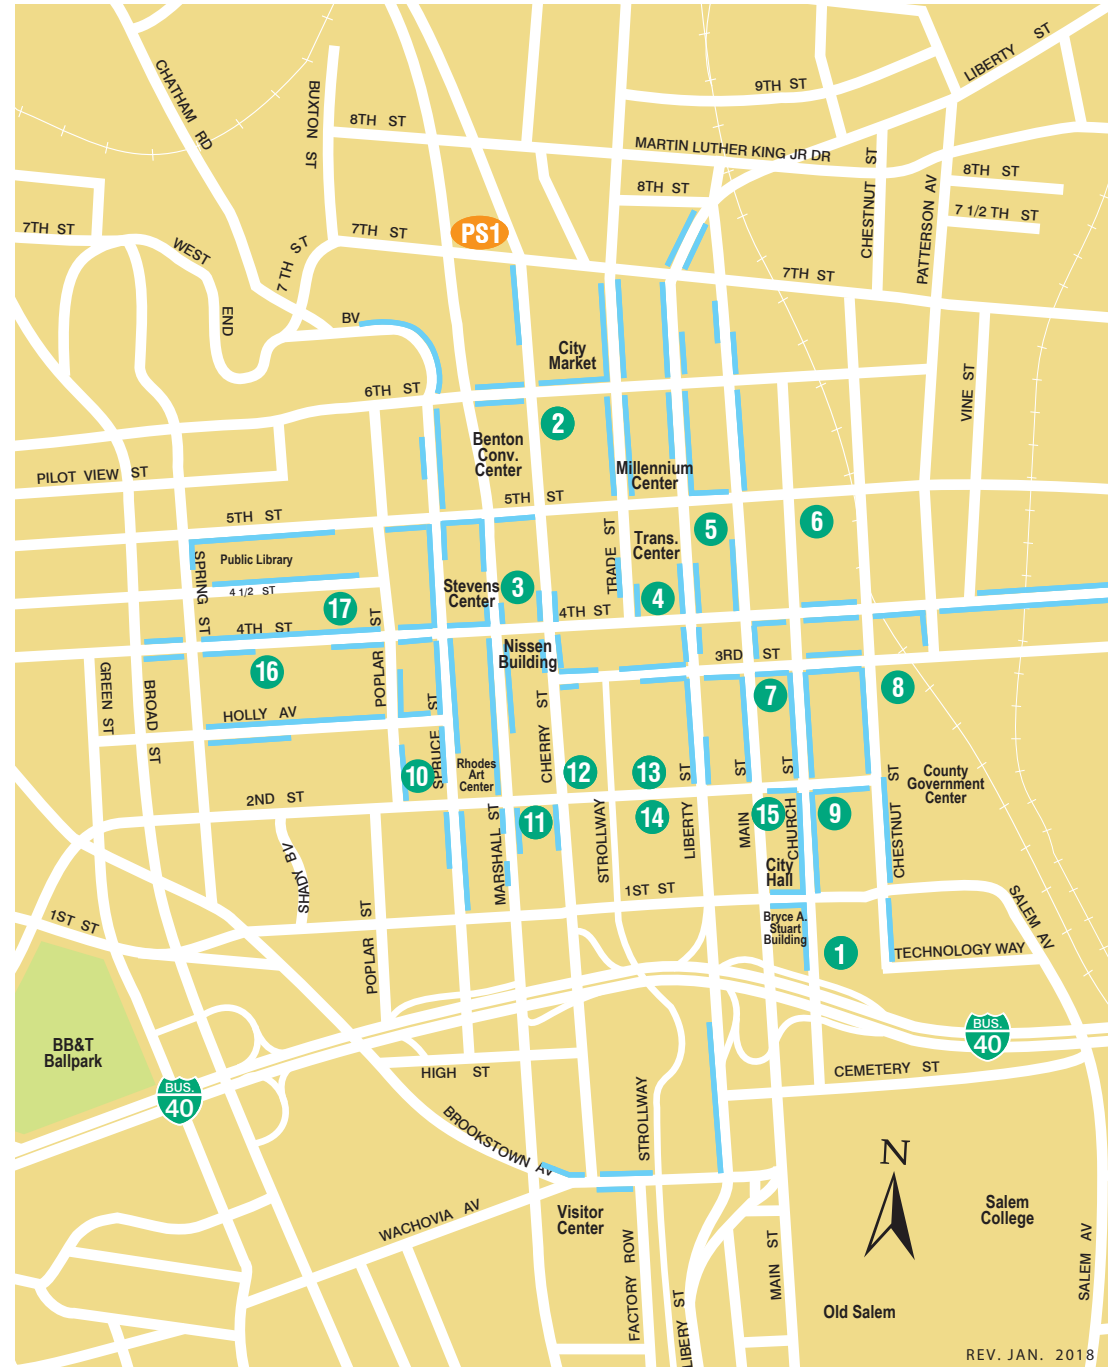 LIBERTY ST
CHATHAM RD
BUXTON ST
9TH ST
8TH ST
MARTIN LUTHER KING JR DR
CHESTNUT ST
PATTERSON AV
8TH ST
8TH ST
7 1/2 TH ST
7TH ST
WEST
END
BV
7 TH ST
7TH ST
PS1
7TH ST
City
Market
6TH ST
VINE ST
2
Benton
Conv.
Center
Millennium
Center
PILOT VIEW ST
5TH ST
5TH ST
TRADE ST
Trans.
Center
5
6
SPRING ST
Public Library
4 1/2 ST
17
Stevens
Center
3
4
4TH ST
4TH ST
POPLAR ST
Nissen
Building
3RD ST
16
7
8
GREEN ST
BROAD ST
HOLLY AV
SPRUCE ST
CHERRY ST
10
Rhodes
Art
Center
12
13
LIBERTY ST
MAIN ST
CHURCH ST
CHESTNUT ST
County
Government
Center
2ND ST
11
14
15
9
MARSHALL ST
STROLLWAY
SHADY BV
City
Hall
1ST ST
1ST ST
POPLAR ST
Bryce A.
Stuart
Building
1
SALEM AV
TECHNOLOGY WAY
BB&T
Ballpark
BUS.
40
BUS.
40
HIGH ST
CEMETERY ST
BROOKSTOWN AV
STROLLWAY
N
WACHOVIA AV
Visitor
Center
FACTORY ROW
LIBERY ST
MAIN ST
Salem
College
SALEM AV
Old Salem
REV. JAN. 2018